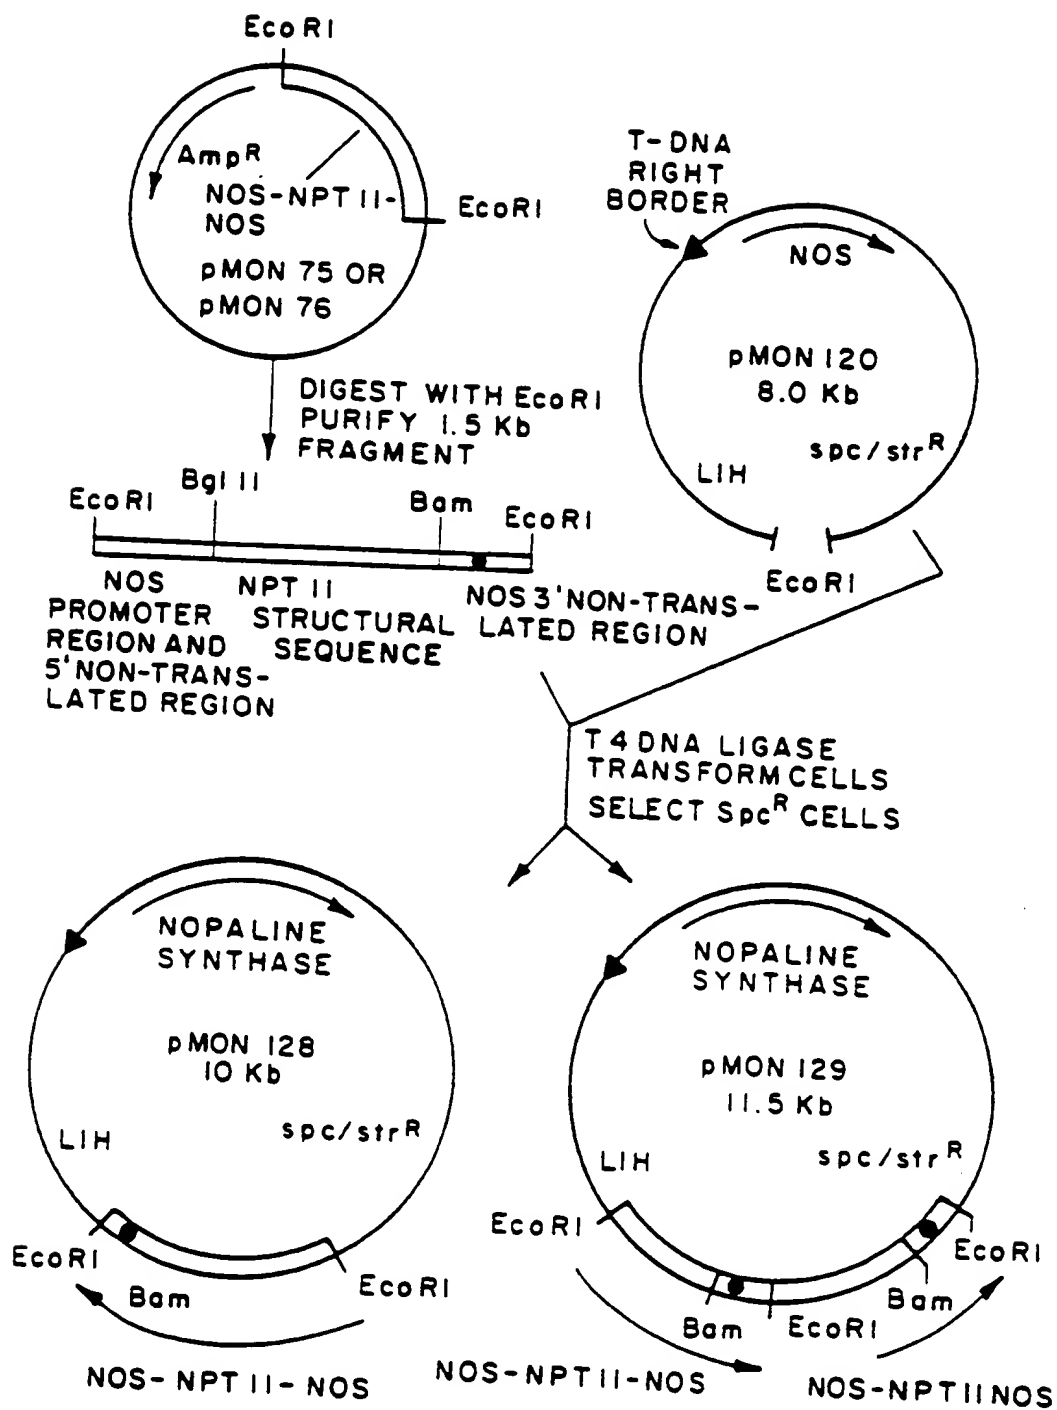 EcoRI
AmpR
NOS-NPT II-
NOS
EcoRI
pMON 75 OR
pMON 76
T-DNA
RIGHT
BORDER
NOS
pMON 120
8.0 Kb
spc/strR
LIH
EcoRI
DIGEST WITH EcoRI
PURIFY 1.5 Kb
FRAGMENT
EcoRI
Bgl II
Bam
EcoRI
NOS
PROMOTER
REGION AND
5'NON-TRANS-
LATED REGION
NPT II
STRUCTURAL
SEQUENCE
NOS 3'NON-TRANS-
LATED REGION
T4 DNA LIGASE
TRANSFORM CELLS
SELECT SpcR CELLS
NOPALINE
SYNTHASE
pMON 128
10 Kb
LIH
spc/strR
EcoRI
Bam
EcoRI
NOS-NPT II-NOS
NOPALINE
SYNTHASE
pMON 129
11.5 Kb
LIH
spc/strR
EcoRI
Bam
EcoRI
Bam
EcoRI
NOS-NPT II-NOS
NOS-NPT II NOS